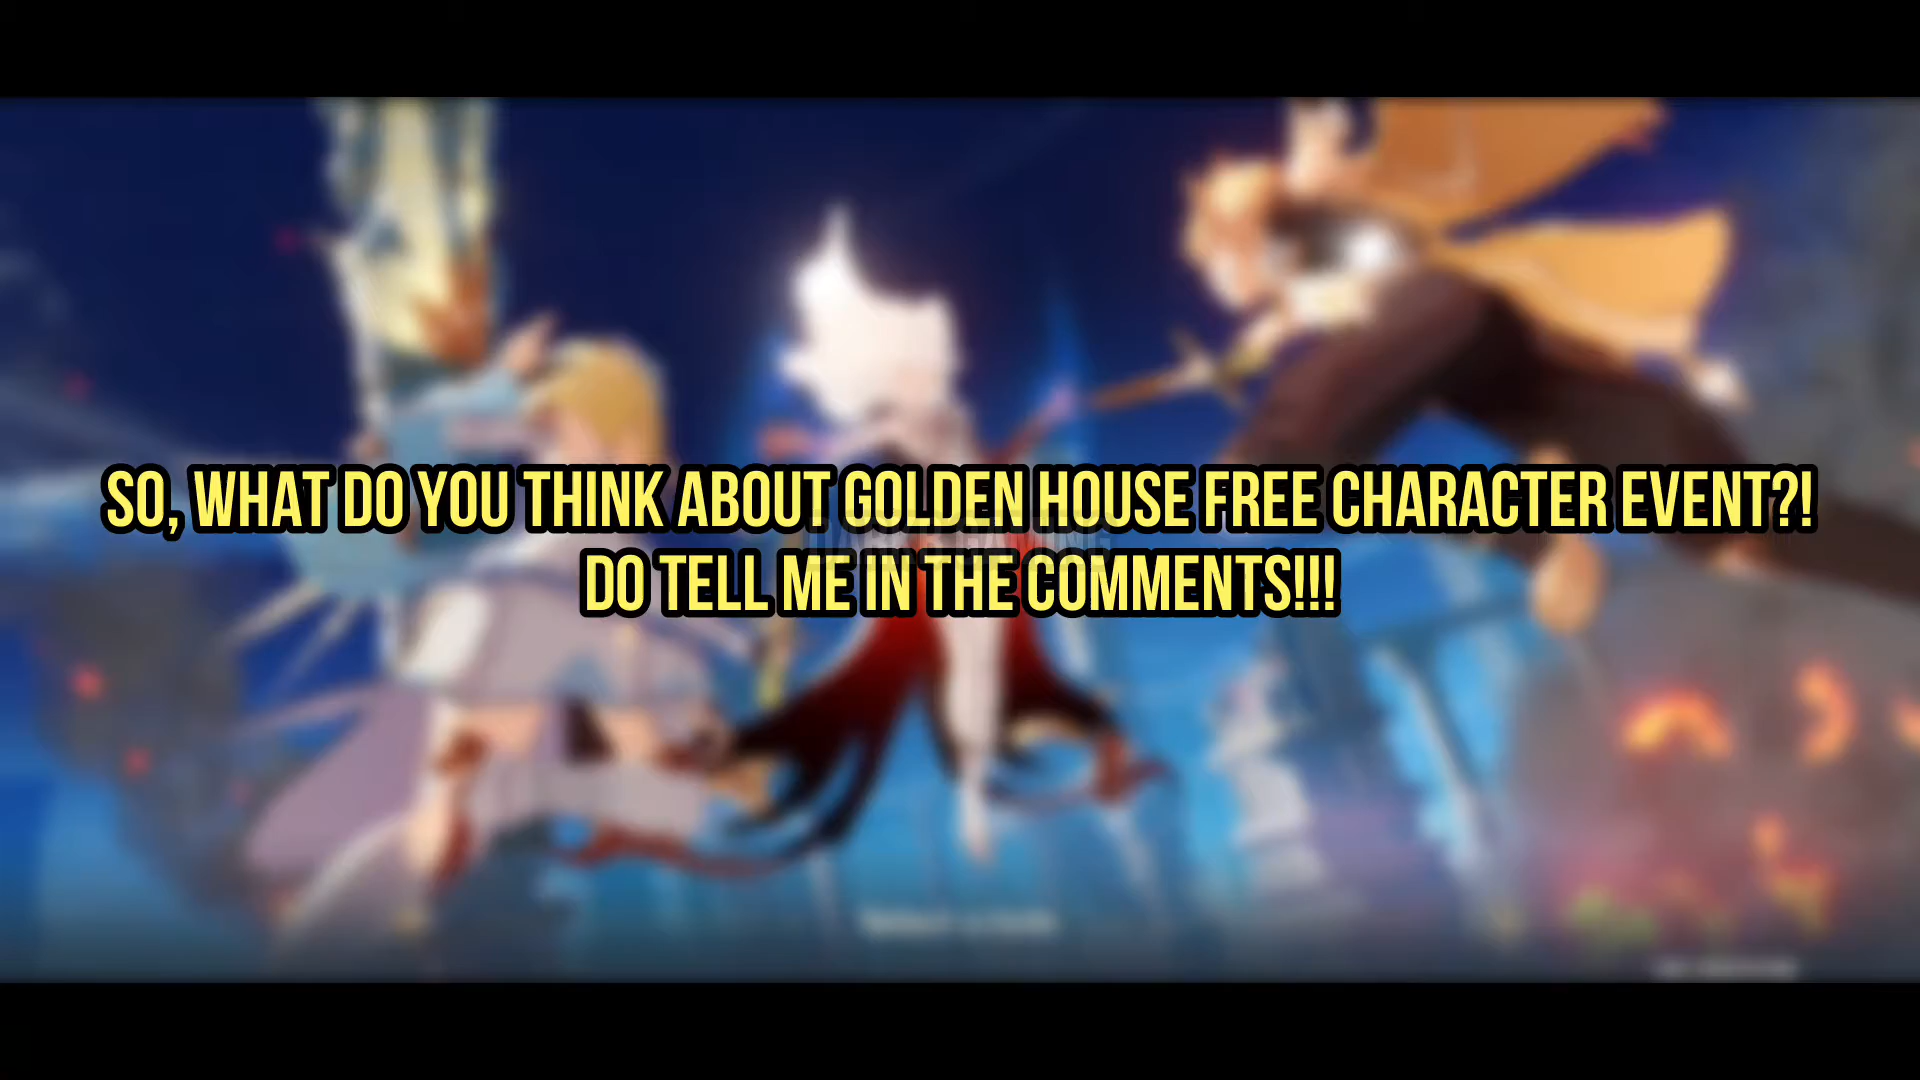 SO, WHAT DO YOU THINK ABOUT GOLDEN HOUSE FREE CHARACTER EVENT?!
DO TELL ME IN THE COMMENTS!!!